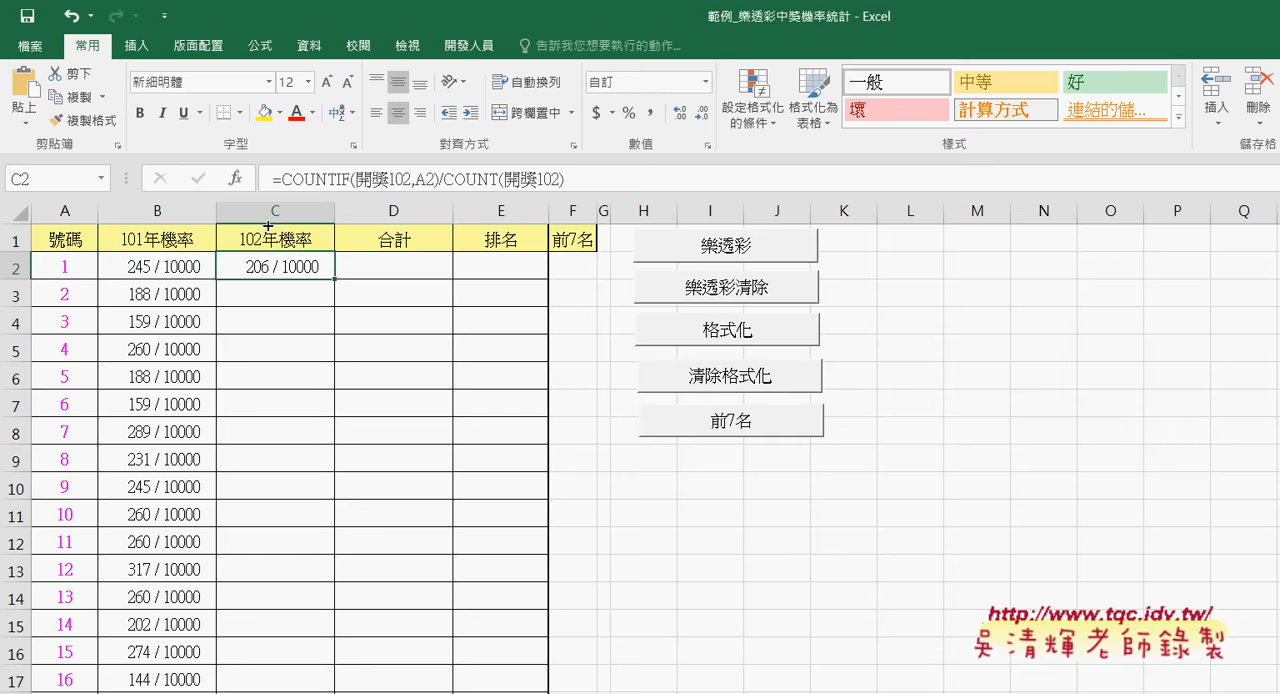 範例_樂透彩中獎機率統計 - Excel
檔案 常用 插入 版面配置 公式 資料 校閱 檢視 開發人員 告訴我您想要執行的動作...
貼上 剪下 複製 複製格式 剪貼簿
新細明體 12 B I U 字型
自動換列 跨欄置中 對齊方式
自訂 $ % , 數值
設定格式化的條件 格式化為表格
一般 中等 好
壞 計算方式 連結的儲...
樣式
插入 刪除 儲存格
C2 fx =COUNTIF(開獎102,A2)/COUNT(開獎102)
A B C D E F G H I J K L M N O P Q
1 號碼 101年機率 102年機率 合計 排名 前7名
2 1 245 / 10000 206 / 10000
3 2 188 / 10000
4 3 159 / 10000
5 4 260 / 10000
6 5 188 / 10000
7 6 159 / 10000
8 7 289 / 10000
9 8 231 / 10000
10 9 245 / 10000
11 10 260 / 10000
12 11 260 / 10000
13 12 317 / 10000
14 13 260 / 10000
15 14 202 / 10000
16 15 274 / 10000
17 16 144 / 10000
樂透彩
樂透彩清除
格式化
清除格式化
前7名
http://www.tqc.idv.tw/
吳清輝老師錄製